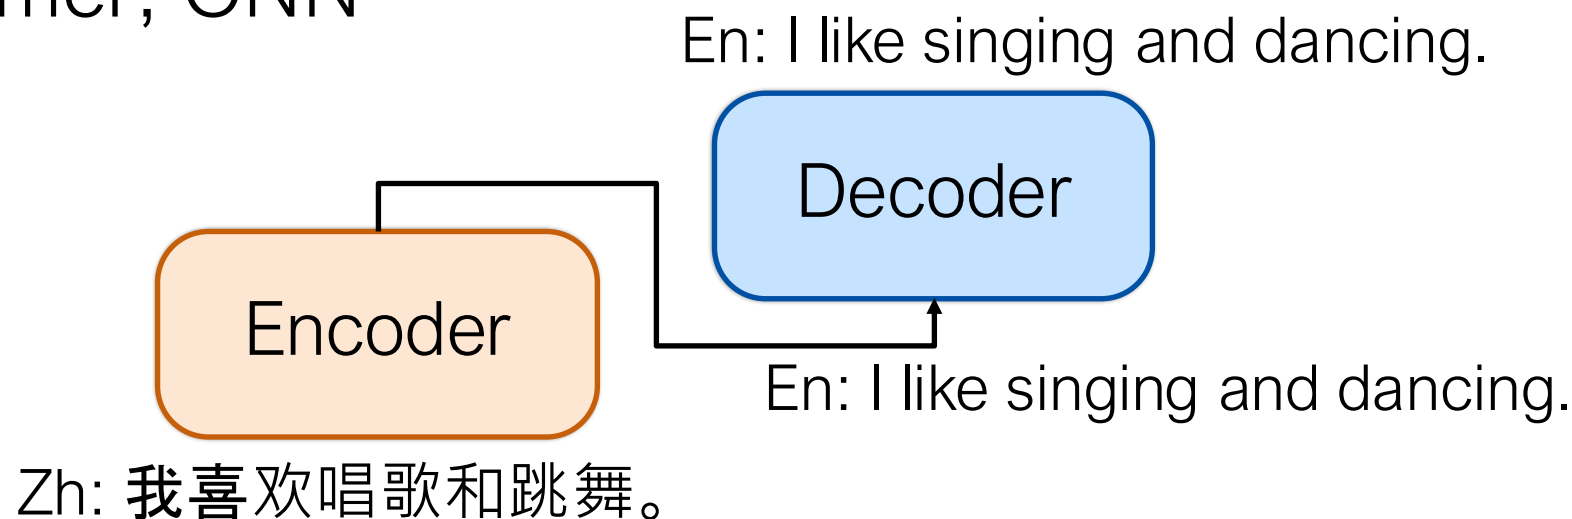 CNN
En: I like singing and dancing.
Decoder
Encoder
En: I like singing and dancing.
Zh: 我喜欢唱歌和跳舞。